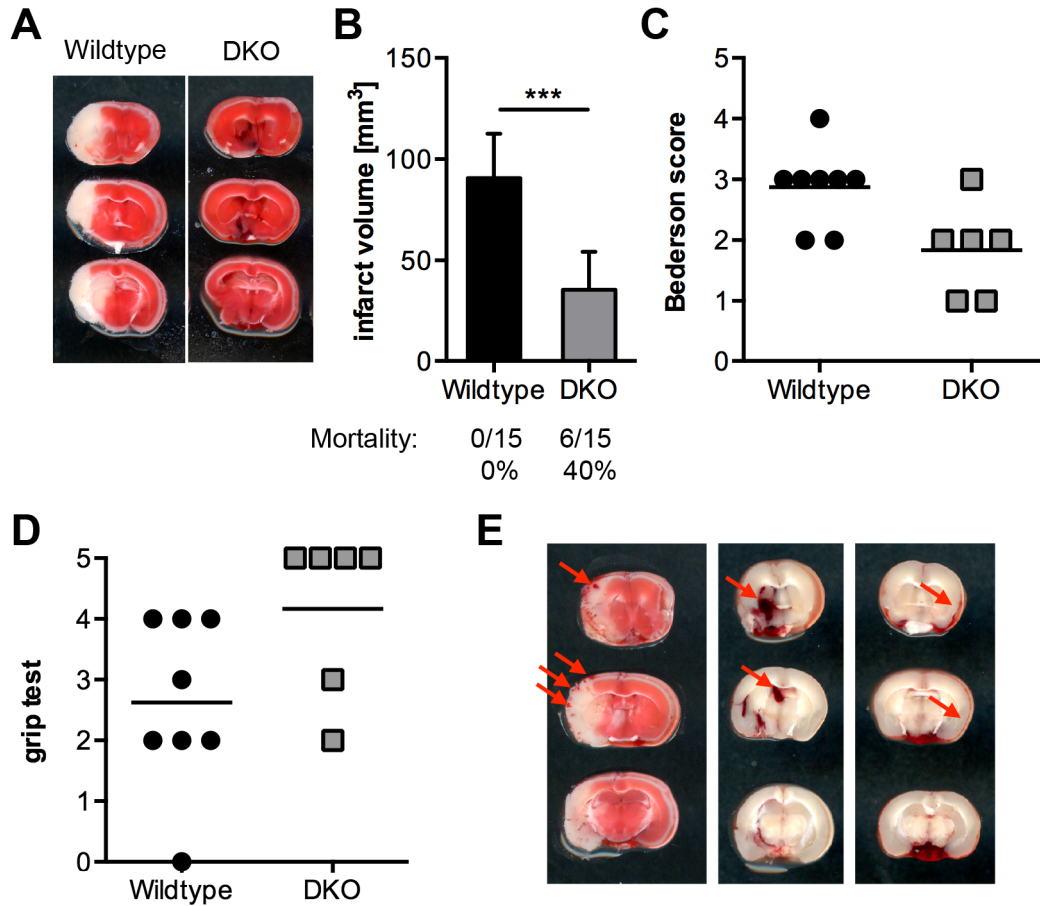 A
Wildtype DKO
B
infarct volume [mm³]
150
100
50
0
***
Wildtype DKO
Mortality: 0/15 6/15
0% 40%
C
Bederson score
5
4
3
2
1
0
Wildtype DKO
D
grip test
5
4
3
2
1
0
Wildtype DKO
E